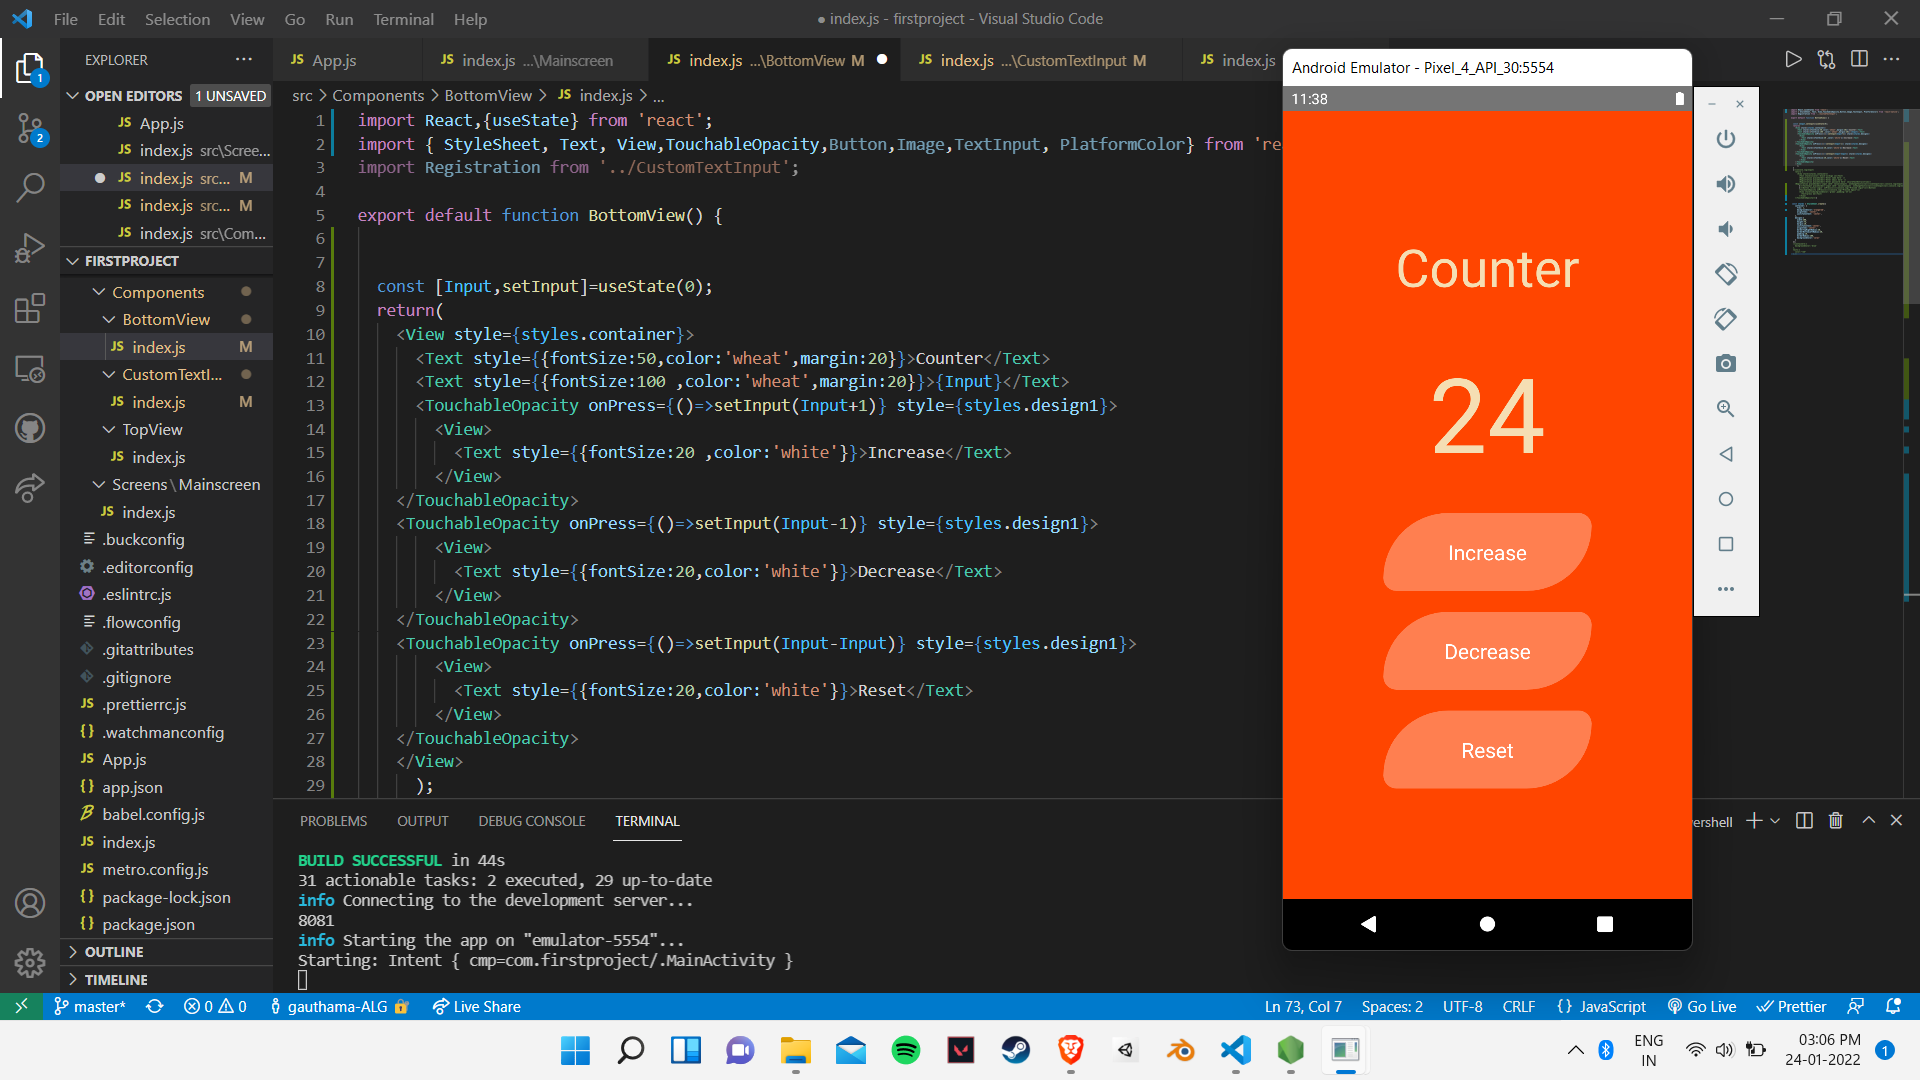 File Edit Selection View Go Run Terminal Help
● index.js - firstproject - Visual Studio Code
EXPLORER ...
OPEN EDITORS 1 UNSAVED
JS App.js
JS index.js src\Scree...
● JS index.js src... M
JS index.js src... M
JS index.js src\Com...
FIRSTPROJECT
Components
BottomView
JS index.js M
CustomTextI...
JS index.js M
TopView
JS index.js
Screens\Mainscreen
JS index.js
.buckconfig
.editorconfig
.eslintrc.js
.flowconfig
.gitattributes
.gitignore
JS .prettierrc.js
{} .watchmanconfig
JS App.js
{} app.json
babel.config.js
JS index.js
JS metro.config.js
{} package-lock.json
{} package.json
OUTLINE
TIMELINE
1
2
JS App.js
JS index.js ...\Mainscreen
JS index.js ...\BottomView M ●
JS index.js ...\CustomTextInput M
JS index.js
src > Components > BottomView > JS index.js > ...
1 import React,{useState} from 'react';
2 import { StyleSheet, Text, View,TouchableOpacity,Button,Image,TextInput, PlatformColor} from 're
3 import Registration from '../CustomTextInput';
4
5 export default function BottomView() {
6
7
8 const [Input,setInput]=useState(0);
9 return(
10 <View style={styles.container}>
11 <Text style={{fontSize:50,color:'wheat',margin:20}}>Counter</Text>
12 <Text style={{fontSize:100 ,color:'wheat',margin:20}}>{Input}</Text>
13 <TouchableOpacity onPress={()=>setInput(Input+1)} style={styles.design1}>
14 <View>
15 <Text style={{fontSize:20 ,color:'white'}}>Increase</Text>
16 </View>
17 </TouchableOpacity>
18 <TouchableOpacity onPress={()=>setInput(Input-1)} style={styles.design1}>
19 <View>
20 <Text style={{fontSize:20,color:'white'}}>Decrease</Text>
21 </View>
22 </TouchableOpacity>
23 <TouchableOpacity onPress={()=>setInput(Input-Input)} style={styles.design1}>
24 <View>
25 <Text style={{fontSize:20,color:'white'}}>Reset</Text>
26 </View>
27 </TouchableOpacity>
28 </View>
29 );
PROBLEMS OUTPUT DEBUG CONSOLE TERMINAL
ershell
BUILD SUCCESSFUL in 44s
31 actionable tasks: 2 executed, 29 up-to-date
info Connecting to the development server...
8081
info Starting the app on "emulator-5554"...
Starting: Intent { cmp=com.firstproject/.MainActivity }
Android Emulator - Pixel_4_API_30:5554
11:38
Counter
24
Increase
Decrease
Reset
master* 0 0 gauthama-ALG Live Share
Ln 73, Col 7 Spaces: 2 UTF-8 CRLF {} JavaScript Go Live Prettier
ENG
IN
03:06 PM
24-01-2022
1